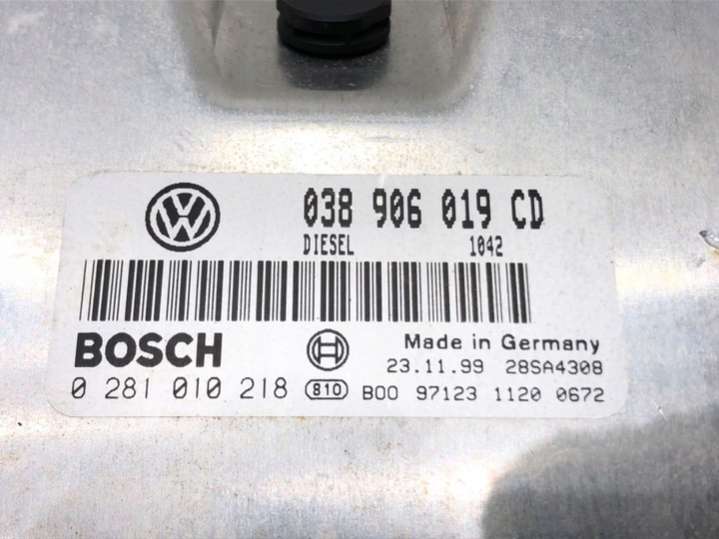 038 906 019 CD
DIESEL 1042
BOSCH
Made in Germany
23.11.99 28SA4308
0 281 010 218 810 B00 97123 1120 0672